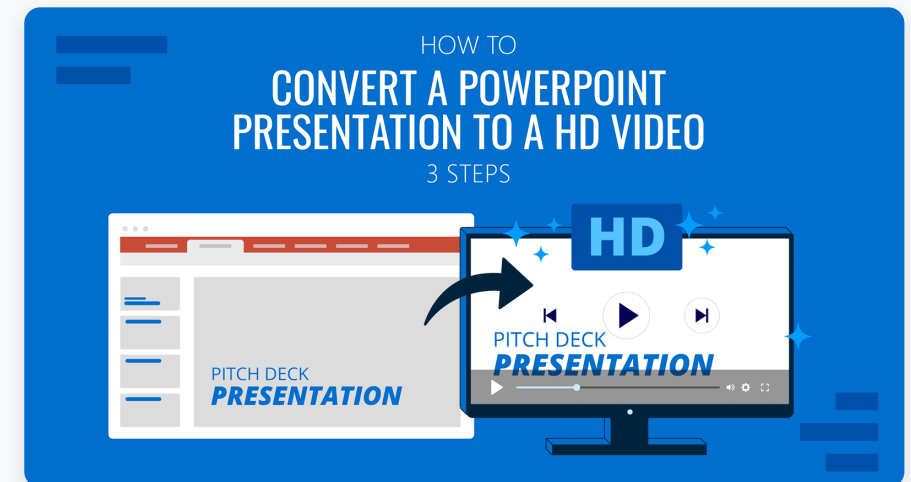 HOW TO
CONVERT A POWERPOINT
PRESENTATION TO A HD VIDEO
3 STEPS
HD
PITCH DECK
PRESENTATION
PITCH DECK
PRESENTATION